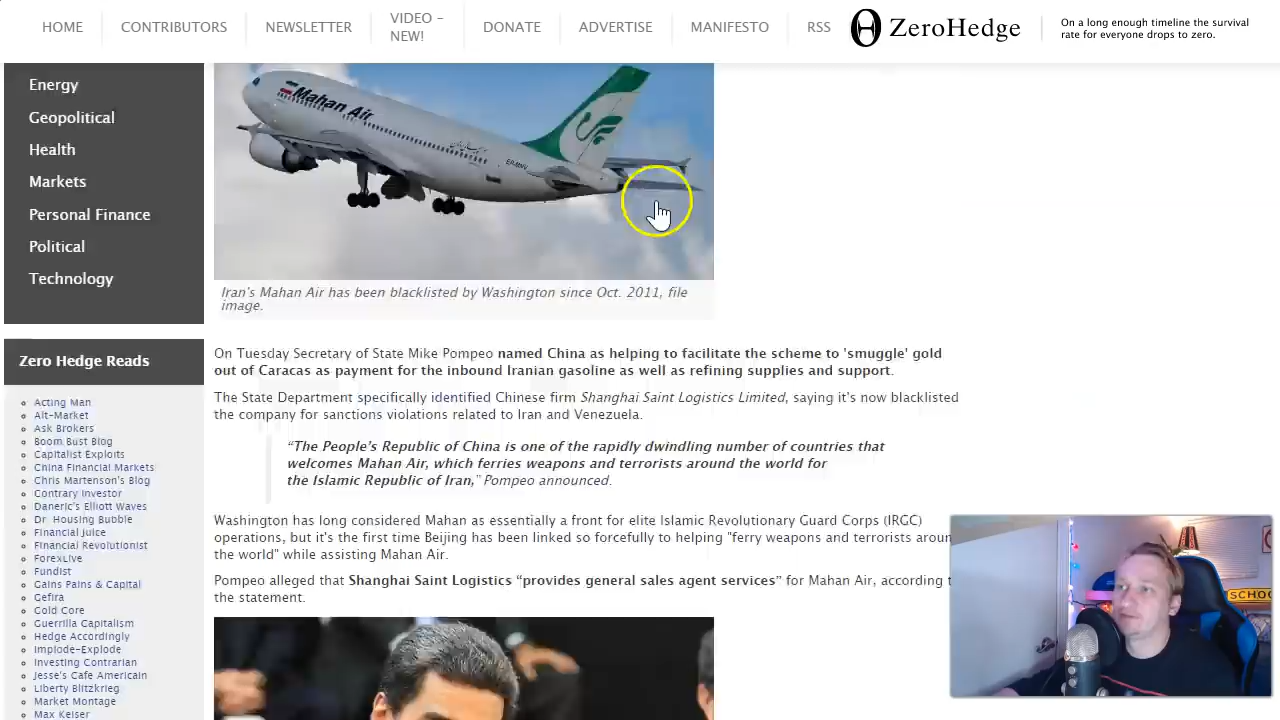 HOME
CONTRIBUTORS
NEWSLETTER
VIDEO -
NEW!
DONATE
ADVERTISE
MANIFESTO
RSS
ZeroHedge
On a long enough timeline the survival
rate for everyone drops to zero.
Energy
Geopolitical
Health
Markets
Personal Finance
Political
Technology
Zero Hedge Reads
Acting Man
Alt-Market
Ask Brokers
Boom Bust Blog
Capitalist Exploits
China Financial Markets
Chris Martenson's Blog
Contrary Investor
Daneric's Elliott Waves
Dr. Housing Bubble
Financial Juice
Financial Revolutionist
ForexLive
Fundist
Gains Pains & Capital
Gefira
Gold Core
Guerrilla Capitalism
Hedge Accordingly
Implode-Explode
Investing Contrarian
Jesse's Cafe Americain
Liberty Blitzkrieg
Market Montage
Max Keiser
Mahan Air
Iran's Mahan Air has been blacklisted by Washington since Oct. 2011, file
image.
On Tuesday Secretary of State Mike Pompeo named China as helping to facilitate the scheme to 'smuggle' gold
out of Caracas as payment for the inbound Iranian gasoline as well as refining supplies and support.
The State Department specifically identified Chinese firm Shanghai Saint Logistics Limited, saying it's now blacklisted
the company for sanctions violations related to Iran and Venezuela.
“The People’s Republic of China is one of the rapidly dwindling number of countries that
welcomes Mahan Air, which ferries weapons and terrorists around the world for
the Islamic Republic of Iran,” Pompeo announced.
Washington has long considered Mahan as essentially a front for elite Islamic Revolutionary Guard Corps (IRGC)
operations, but it's the first time Beijing has been linked so forcefully to helping "ferry weapons and terrorists aroun
the world" while assisting Mahan Air.
Pompeo alleged that Shanghai Saint Logistics “provides general sales agent services” for Mahan Air, according t
the statement.
SCHOO